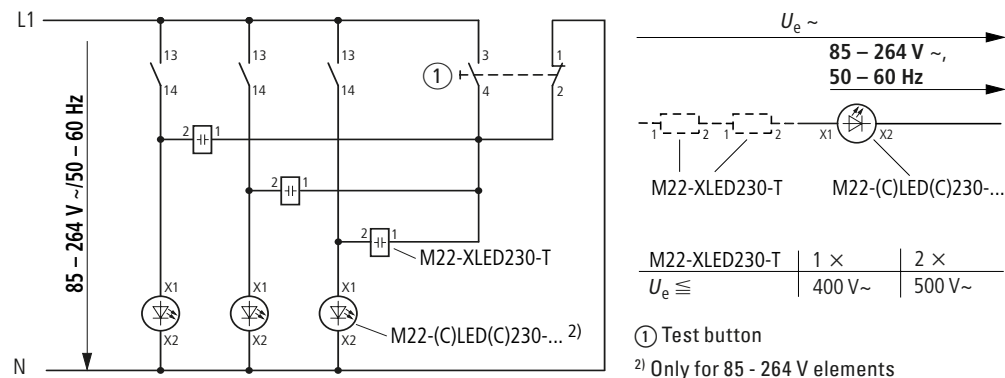 L1
13
13
13
3
1
14
14
14
①
4
2
2 1
2 1
2 1
M22-XLED230-T
85 – 264 V ~/50 – 60 Hz
X1
X1
X1
X2
X2
X2
M22-(C)LED(C)230-... 2)
N
Ue ~
85 – 264 V ~,
50 – 60 Hz
1 2 1 2 X1 X2
M22-XLED230-T M22-(C)LED(C)230-...
M22-XLED230-T 1 × 2 ×
Ue ≦ 400 V~ 500 V~
① Test button
2) Only for 85 - 264 V elements